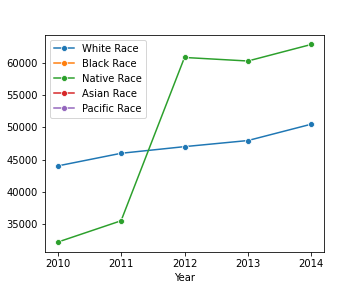 White Race
Black Race
Native Race
Asian Race
Pacific Race
60000
55000
50000
45000
40000
35000
2010 2011 2012 2013 2014
Year